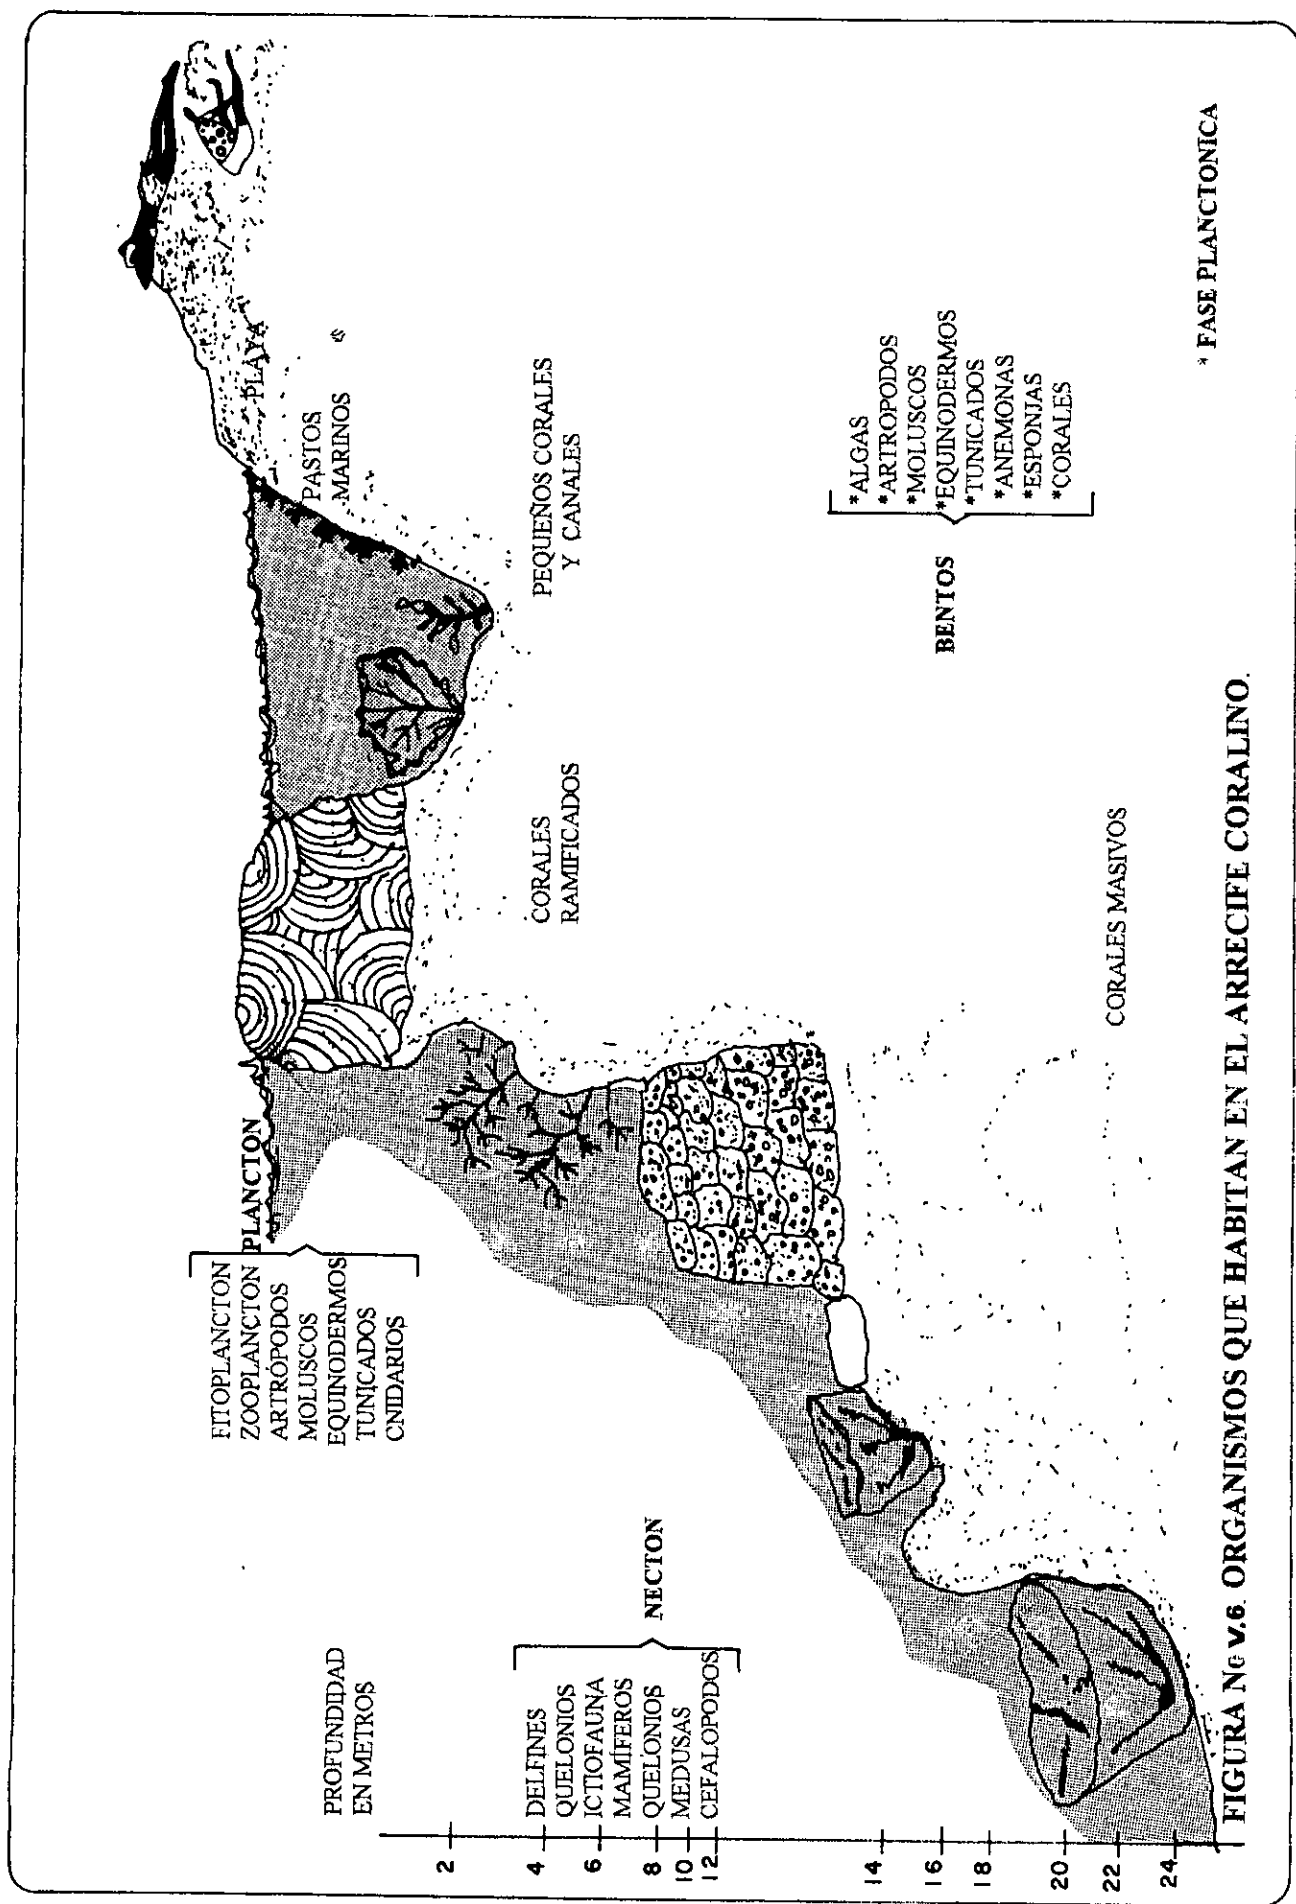 PROFUNDIDAD
EN METROS
2
4
6
8
10
12
14
16
18
20
22
24
DELFINES
QUELONIOS
ICTIOFAUNA
MAMÍFEROS
QUELONIOS
MEDUSAS
CEFALOPODOS
NECTON
FITOPLANCTON
ZOOPLANCTON
ARTRÓPODOS
MOLUSCOS
EQUINODERMOS
TUNICADOS
CNIDARIOS
PLANCTON
PLAYA
PASTOS
MARINOS
PEQUEÑOS CORALES
Y CANALES
CORALES
RAMIFICADOS
CORALES MASIVOS
BENTOS
*ALGAS
*ARTROPODOS
*MOLUSCOS
*EQUINODERMOS
*TUNICADOS
*ANEMONAS
*ESPONJAS
*CORALES
* FASE PLANCTONICA
FIGURA No V.6. ORGANISMOS QUE HABITAN EN EL ARRECIFE CORALINO.